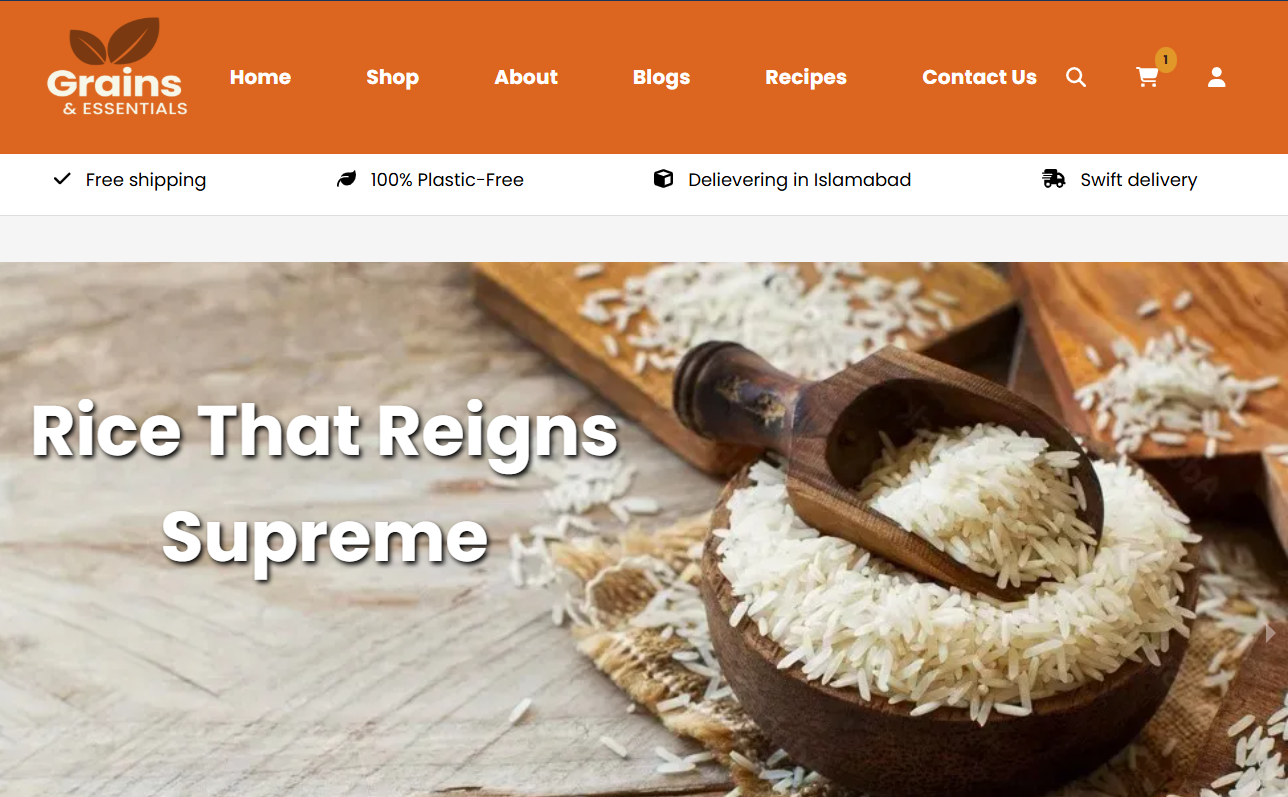 Grains
& ESSENTIALS
Home
Shop
About
Blogs
Recipes
Contact Us
1
Free shipping
100% Plastic-Free
Delievering in Islamabad
Swift delivery
Rice That Reigns
Supreme